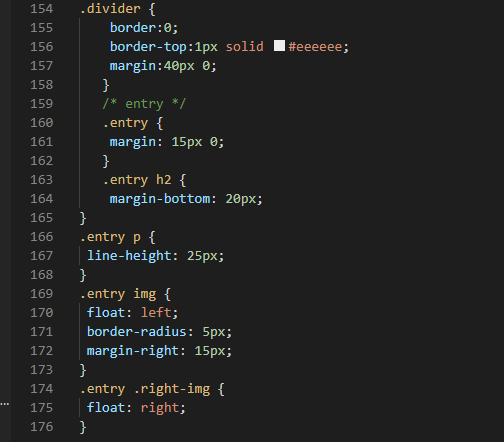 154 .divider {
155     border:0;
156     border-top:1px solid #eeeeee;
157     margin:40px 0;
158    }
159    /* entry */
160    .entry {
161     margin: 15px 0;
162    }
163    .entry h2 {
164     margin-bottom: 20px;
165 }
166 .entry p {
167  line-height: 25px;
168 }
169 .entry img {
170  float: left;
171  border-radius: 5px;
172  margin-right: 15px;
173 }
174 .entry .right-img {
175  float: right;
176 }